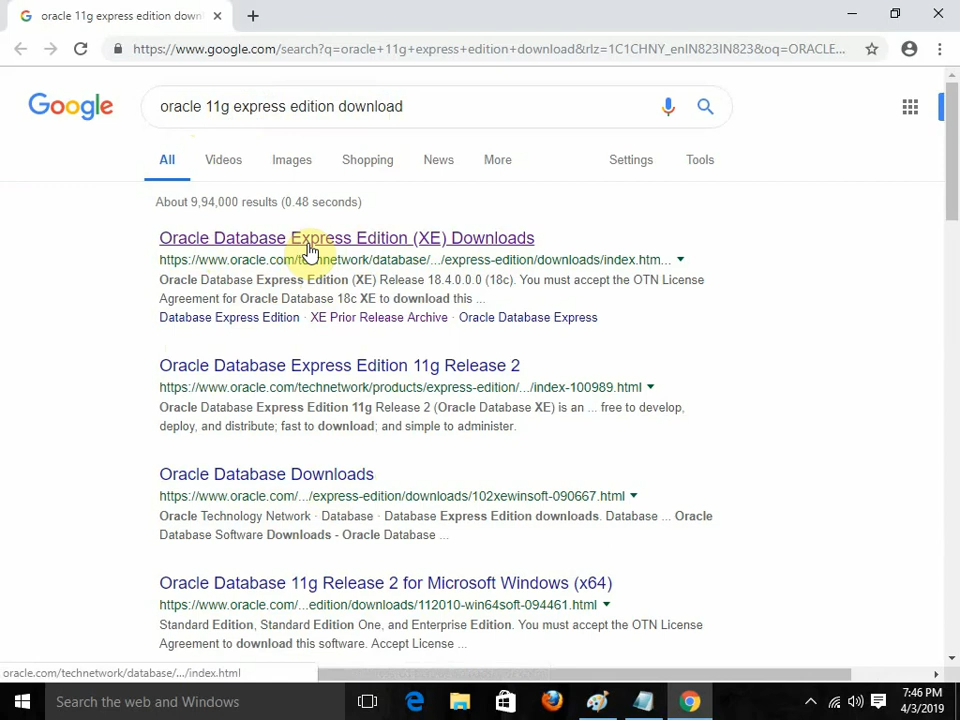 oracle 11g express edition down
https://www.google.com/search?q=oracle+11g+express+edition+download&rlz=1C1CHNY_enIN823IN823&oq=ORACLE...
Google
oracle 11g express edition download
All Videos Images Shopping News More Settings Tools
About 9,94,000 results (0.48 seconds)
Oracle Database Express Edition (XE) Downloads
https://www.oracle.com/technetwork/database/.../express-edition/downloads/index.htm...
Oracle Database Express Edition (XE) Release 18.4.0.0.0 (18c). You must accept the OTN License
Agreement for Oracle Database 18c XE to download this ...
Database Express Edition · XE Prior Release Archive · Oracle Database Express
Oracle Database Express Edition 11g Release 2
https://www.oracle.com/technetwork/products/express-edition/.../index-100989.html
Oracle Database Express Edition 11g Release 2 (Oracle Database XE) is an ... free to develop,
deploy, and distribute; fast to download; and simple to administer.
Oracle Database Downloads
https://www.oracle.com/.../express-edition/downloads/102xewinsoft-090667.html
Oracle Technology Network · Database · Database Express Edition downloads. Database ... Oracle
Database Software Downloads - Oracle Database ...
Oracle Database 11g Release 2 for Microsoft Windows (x64)
https://www.oracle.com/...edition/downloads/112010-win64soft-094461.html
Standard Edition, Standard Edition One, and Enterprise Edition. You must accept the OTN License
Agreement to download this software. Accept License ...
oracle.com/technetwork/database/.../index.html
Search the web and Windows
7:46 PM
4/3/2019